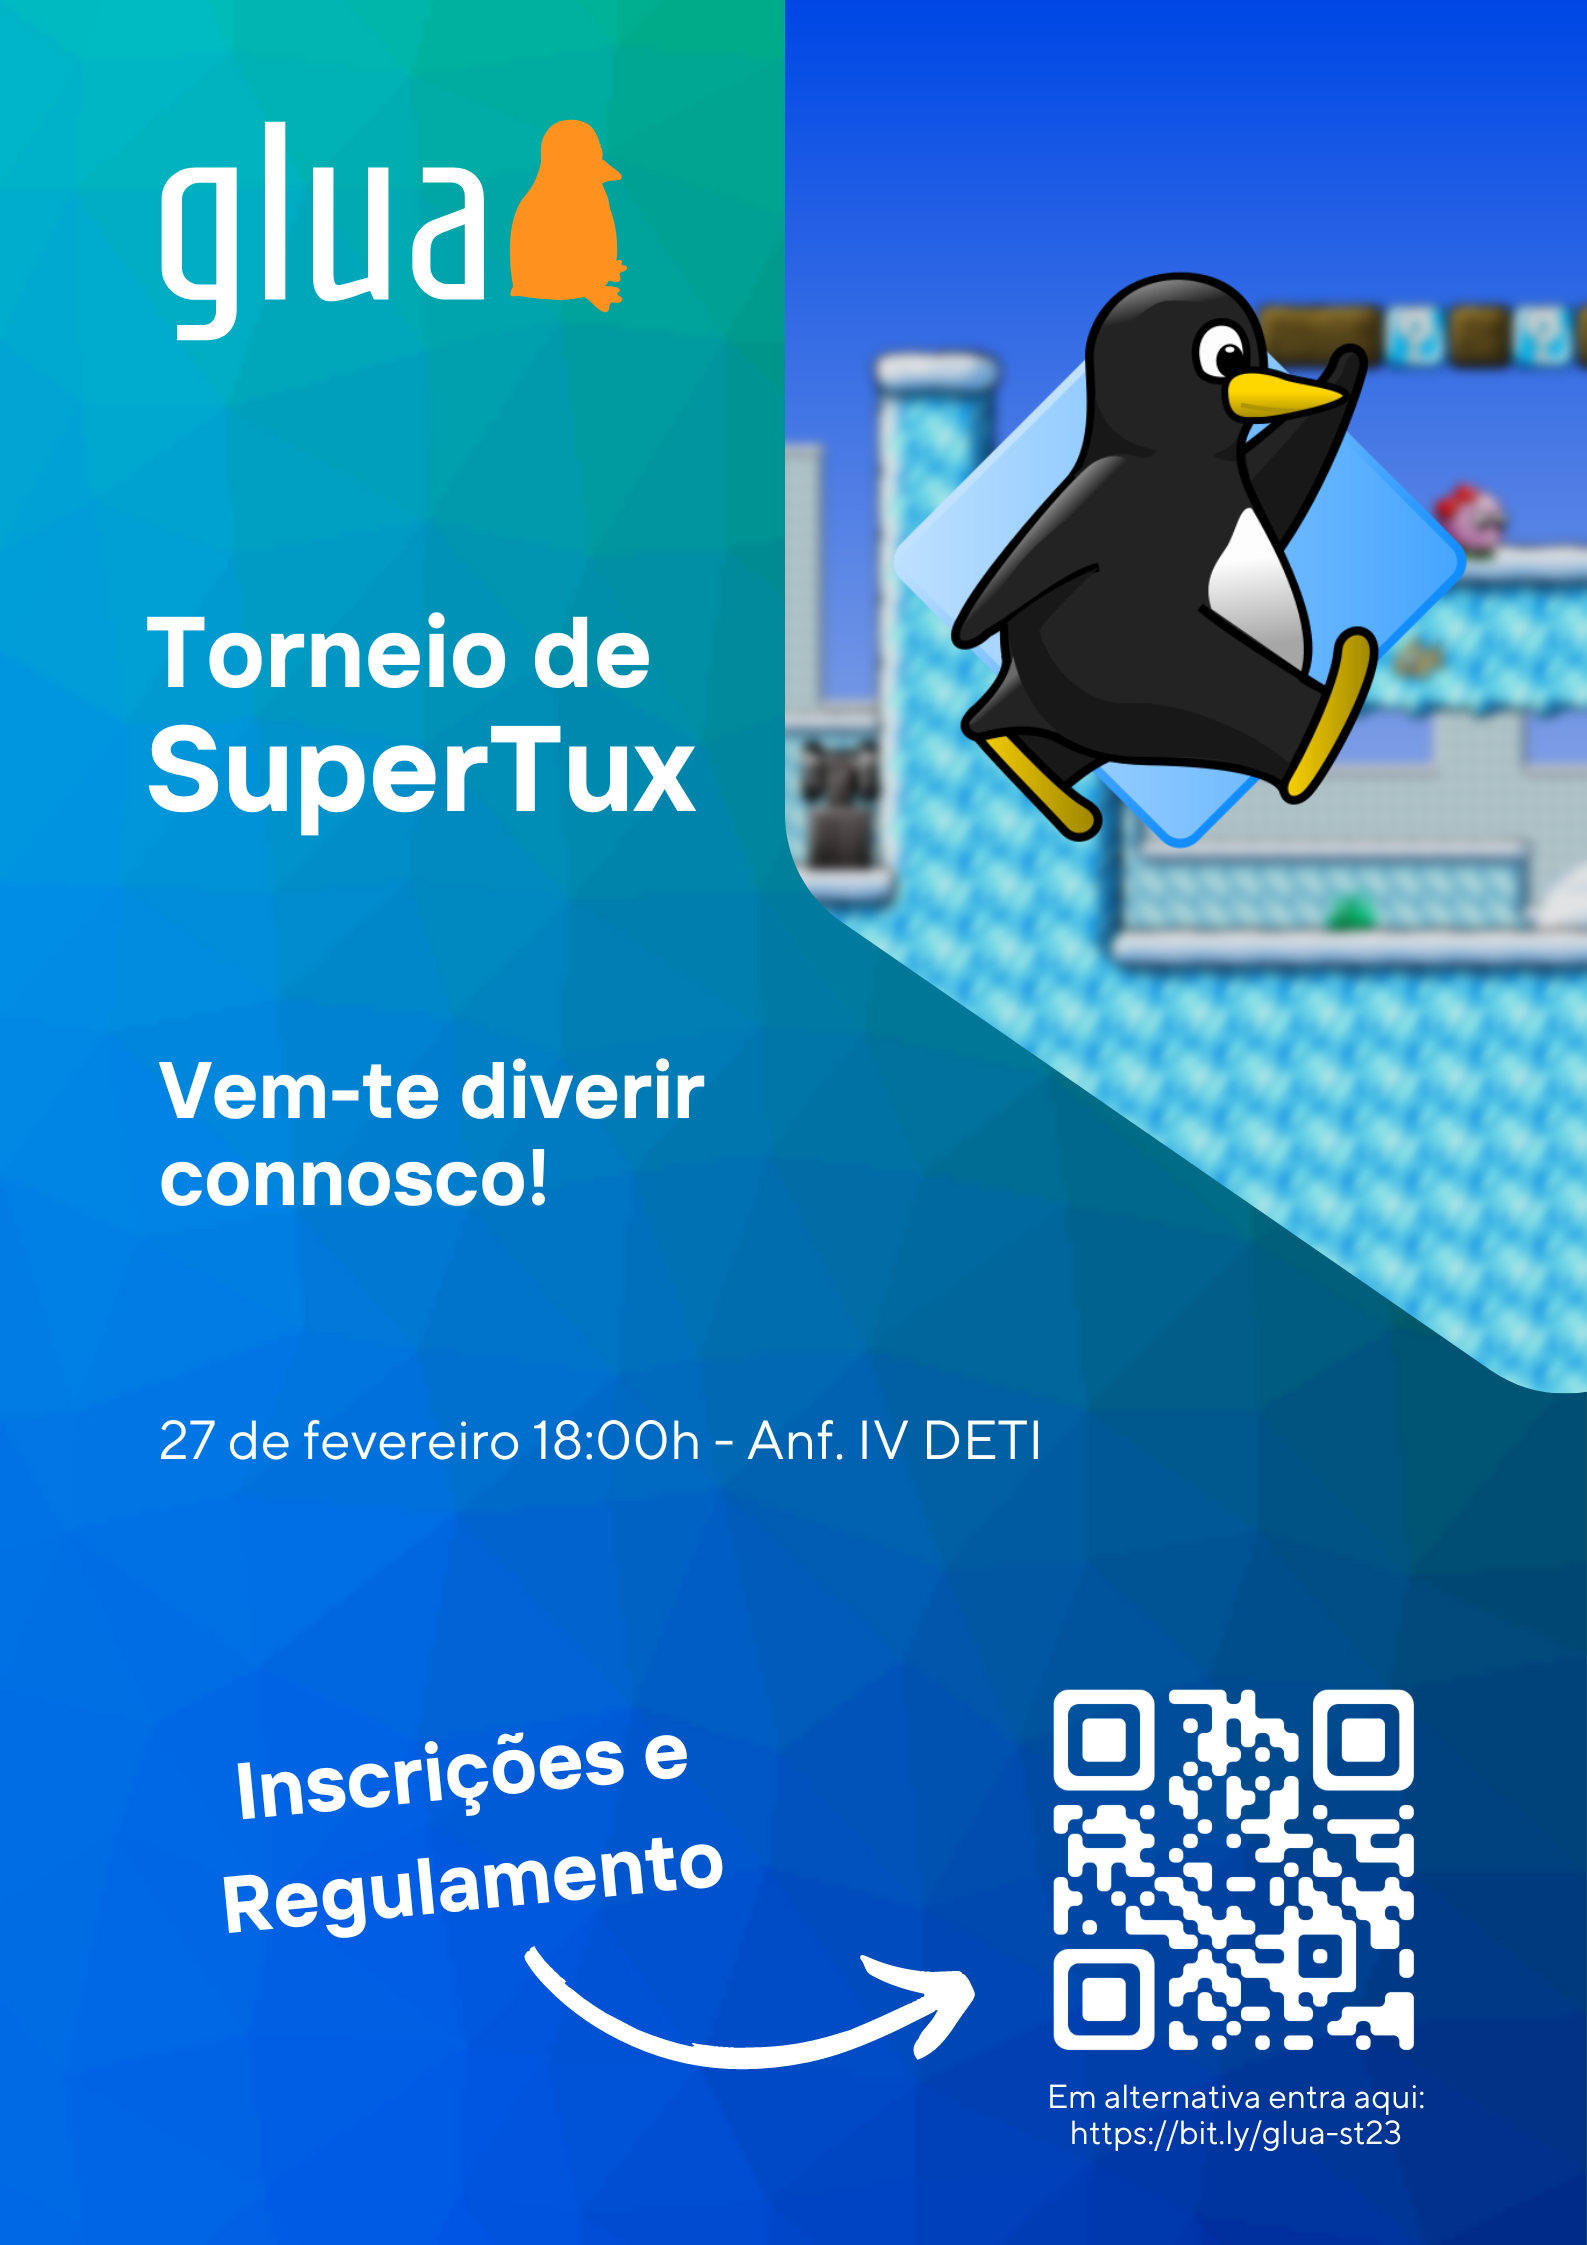 glua
Torneio de
SuperTux
Vem-te diverir
connosco!
27 de fevereiro 18:00h - Anf. IV DETI
Inscrições e
Regulamento
Em alternativa entra aqui:
https://bit.ly/glua-st23